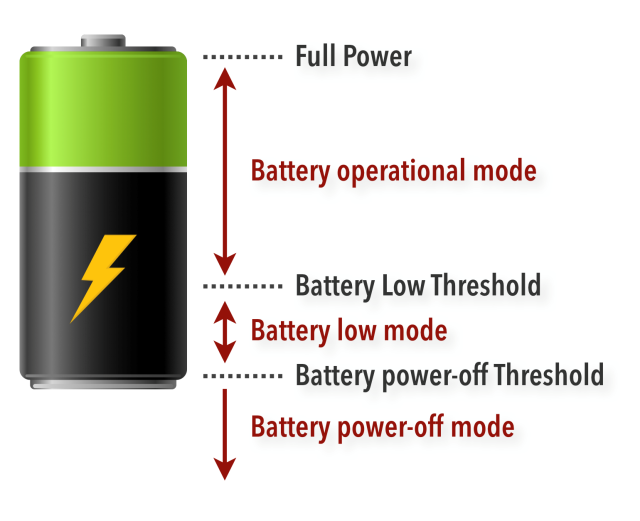 Full Power
Battery operational mode
Battery Low Threshold
Battery low mode
Battery power-off Threshold
Battery power-off mode